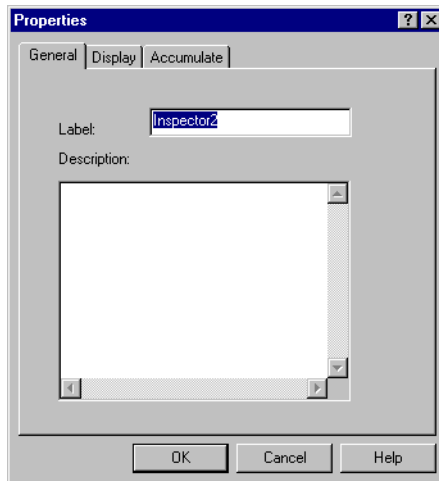 Properties
General Display Accumulate
Label: Inspector2
Description:
OK Cancel Help